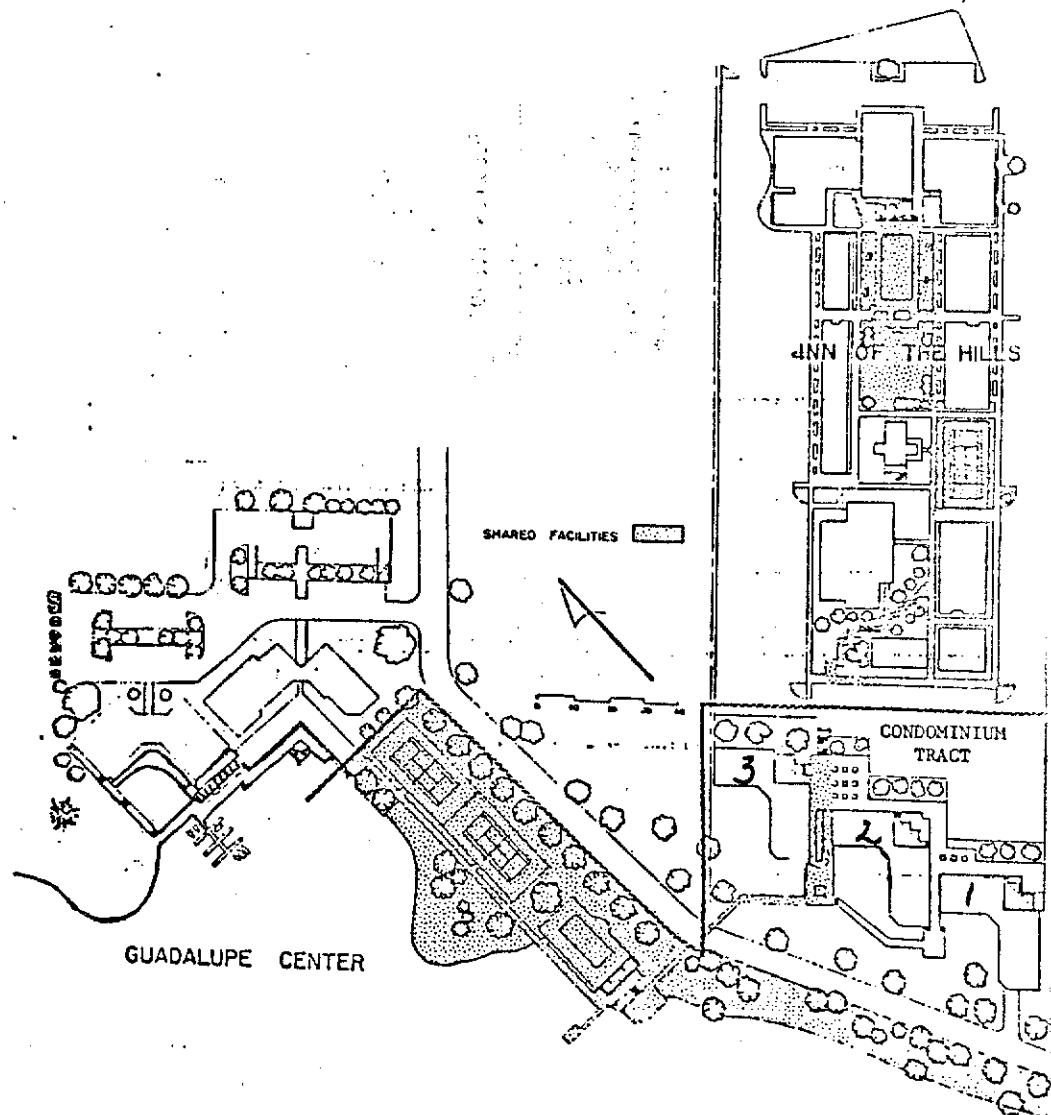 INN OF THE HILLS
SHARED FACILITIES
CONDOMINIUM
TRACT
3
2
1
GUADALUPE CENTER